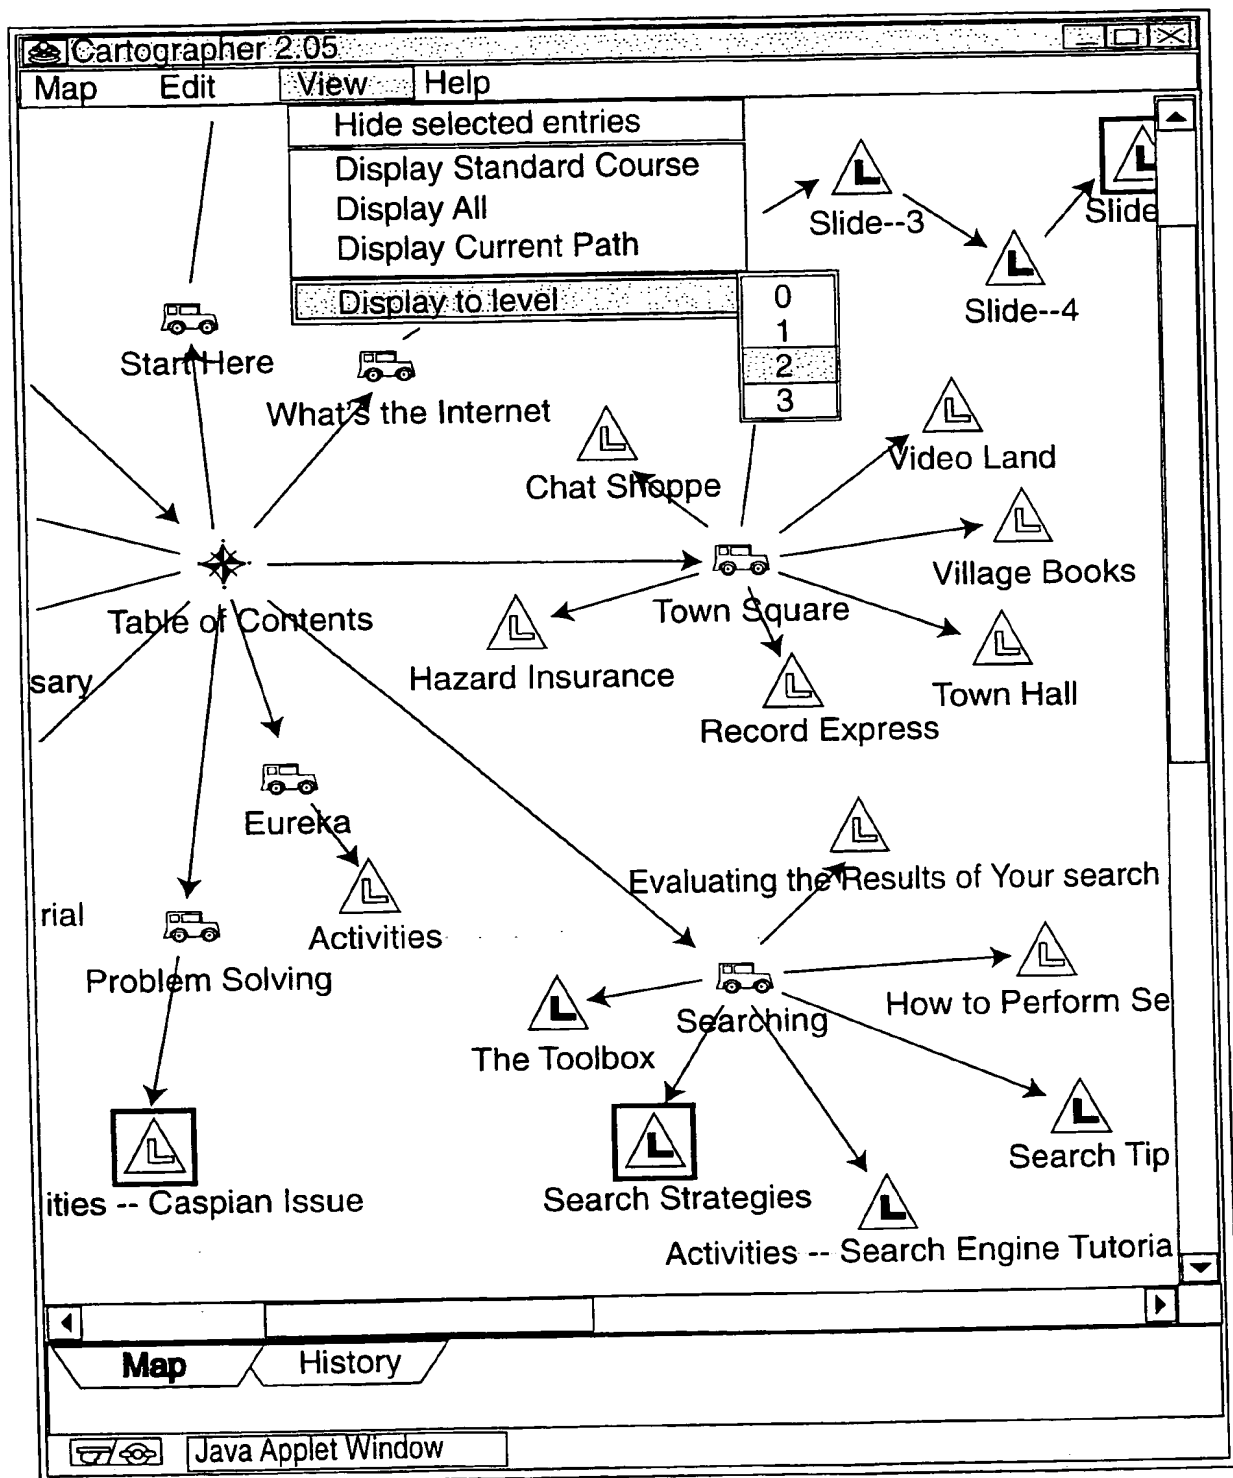 Cartographer 2.05
Map Edit View Help
Hide selected entries
Display Standard Course
Display All
Display Current Path
Display to level
0
1
2
3
Slide--3
Slide
Slide--4
Start Here
What's the Internet
Chat Shoppe
Video Land
Village Books
Table of Contents
Town Square
Hazard Insurance
sary
Town Hall
Record Express
Eureka
Evaluating the Results of Your search
rial
Activities
Problem Solving
How to Perform Se
Searching
The Toolbox
Search Tip
ities -- Caspian Issue
Search Strategies
Activities -- Search Engine Tutoria
Map History
Java Applet Window